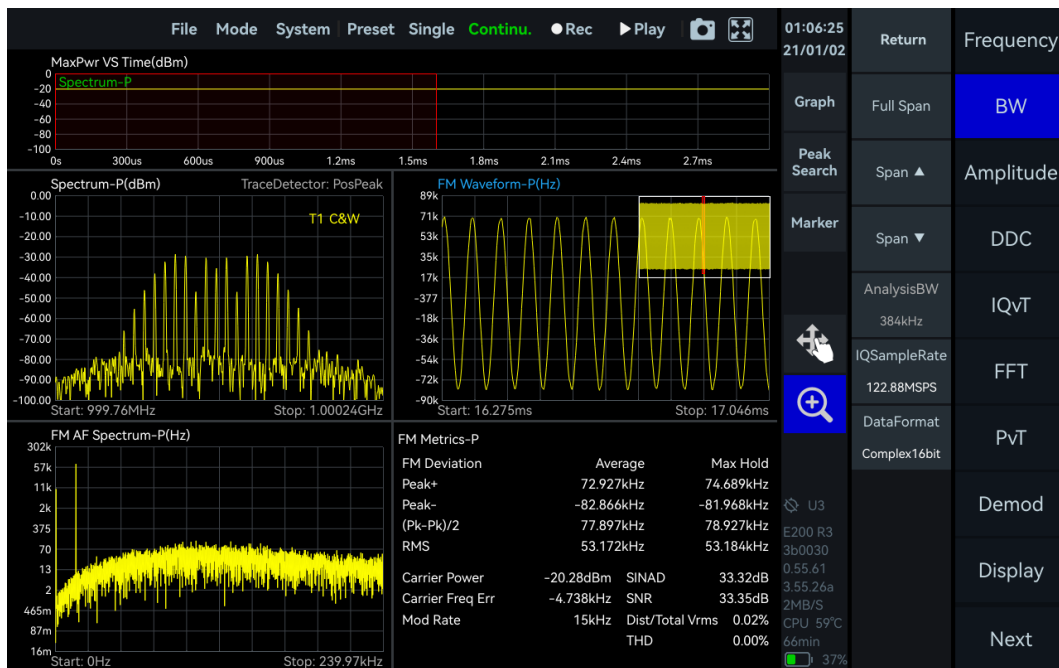 File Mode System Preset Single Continu. Rec Play
01:06:25
21/01/02
Return
Frequency
MaxPwr VS Time(dBm)
Spectrum-P
0
-20
-40
-60
-80
-100
0s 300us 600us 900us 1.2ms 1.5ms 1.8ms 2.1ms 2.4ms 2.7ms
Graph
Peak
Search
Marker
Full Span
Span ▲
Span ▼
AnalysisBW
384kHz
IQSampleRate
122.88MSPS
DataFormat
Complex16bit
BW
Amplitude
DDC
IQvT
FFT
PvT
Demod
Display
Next
Spectrum-P(dBm) TraceDetector: PosPeak
T1 C&W
0.00
-10.00
-20.00
-30.00
-40.00
-50.00
-60.00
-70.00
-80.00
-90.00
-100.00
Start: 999.76MHz Stop: 1.00024GHz
FM Waveform-P(Hz)
89k
71k
53k
35k
17k
-377
-18k
-36k
-54k
-72k
-90k
Start: 16.275ms Stop: 17.046ms
FM AF Spectrum-P(Hz)
302k
57k
11k
2k
375
70
13
2
465m
87m
16m
Start: 0Hz Stop: 239.97kHz
FM Metrics-P
FM Deviation Average Max Hold
Peak+ 72.927kHz 74.689kHz
Peak- -82.866kHz -81.968kHz
(Pk-Pk)/2 77.897kHz 78.927kHz
RMS 53.172kHz 53.184kHz
Carrier Power -20.28dBm SINAD 33.32dB
Carrier Freq Err -4.738kHz SNR 33.35dB
Mod Rate 15kHz Dist/Total Vrms 0.02%
THD 0.00%
U3
E200 R3
3b0030
0.55.61
3.55.26a
2MB/S
CPU 59℃
66min
37%